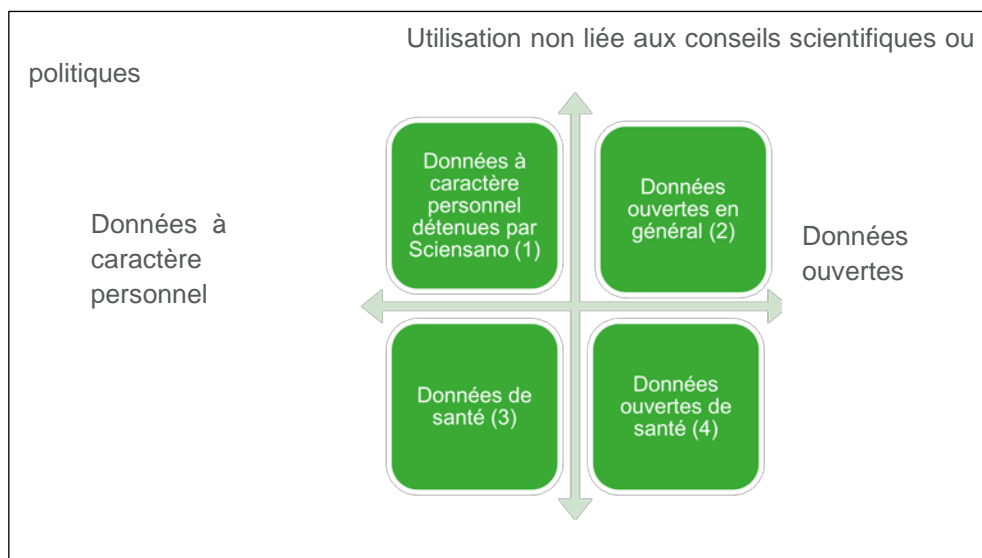 Utilisation non liée aux conseils scientifiques ou
politiques
Données à
caractère
personnel
détenues par
Sciensano (1)
Données
ouvertes en
général (2)
Données à
caractère
personnel
Données
ouvertes
Données de
santé (3)
Données
ouvertes de
santé (4)